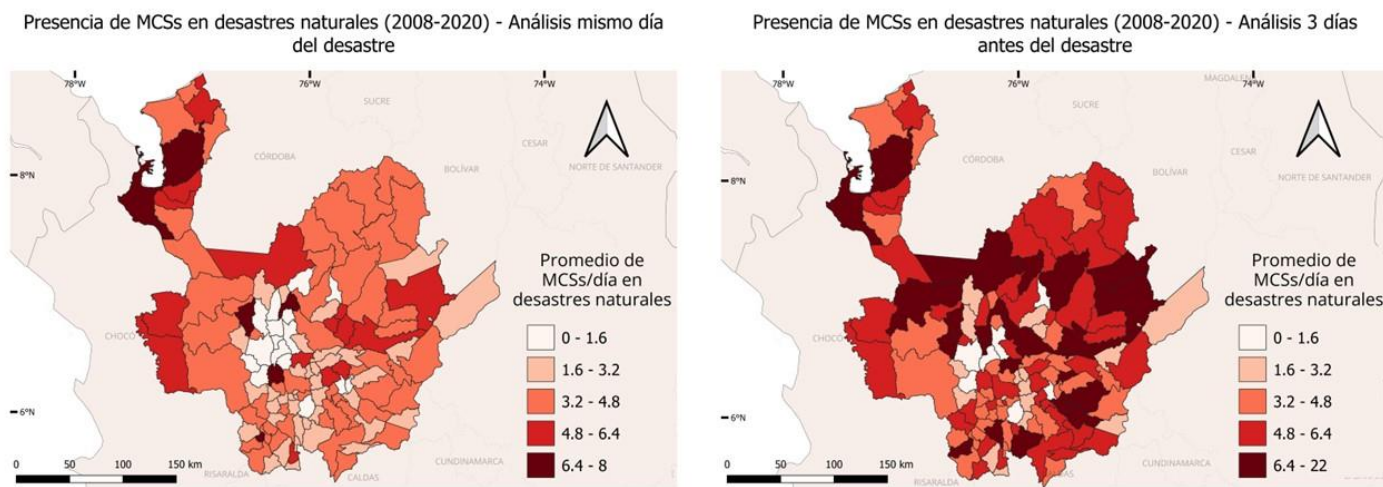 Presencia de MCSs en desastres naturales (2008-2020) - Análisis mismo día
del desastre
78°W
76°W
74°W
SUCRE
CÓRDOBA
BOLÍVAR
CESAR
NORTE DE SANTANDER
8°N
CHOCÓ
6°N
Promedio de
MCSs/día en
desastres naturales
0 - 1.6
1.6 - 3.2
3.2 - 4.8
4.8 - 6.4
6.4 - 8
0 50 100 150 km
RISARALDA
CALDAS
CUNDINAMARCA
Presencia de MCSs en desastres naturales (2008-2020) - Análisis 3 días
antes del desastre
78°W
76°W
74°W
SUCRE
CÓRDOBA
BOLÍVAR
CESAR
NORTE DE SANTANDER
8°N
CHOCÓ
6°N
Promedio de
MCSs/día en
desastres naturales
0 - 1.6
1.6 - 3.2
3.2 - 4.8
4.8 - 6.4
6.4 - 22
0 50 100 150 km
RISARALDA
CALDAS
CUNDINAMARCA